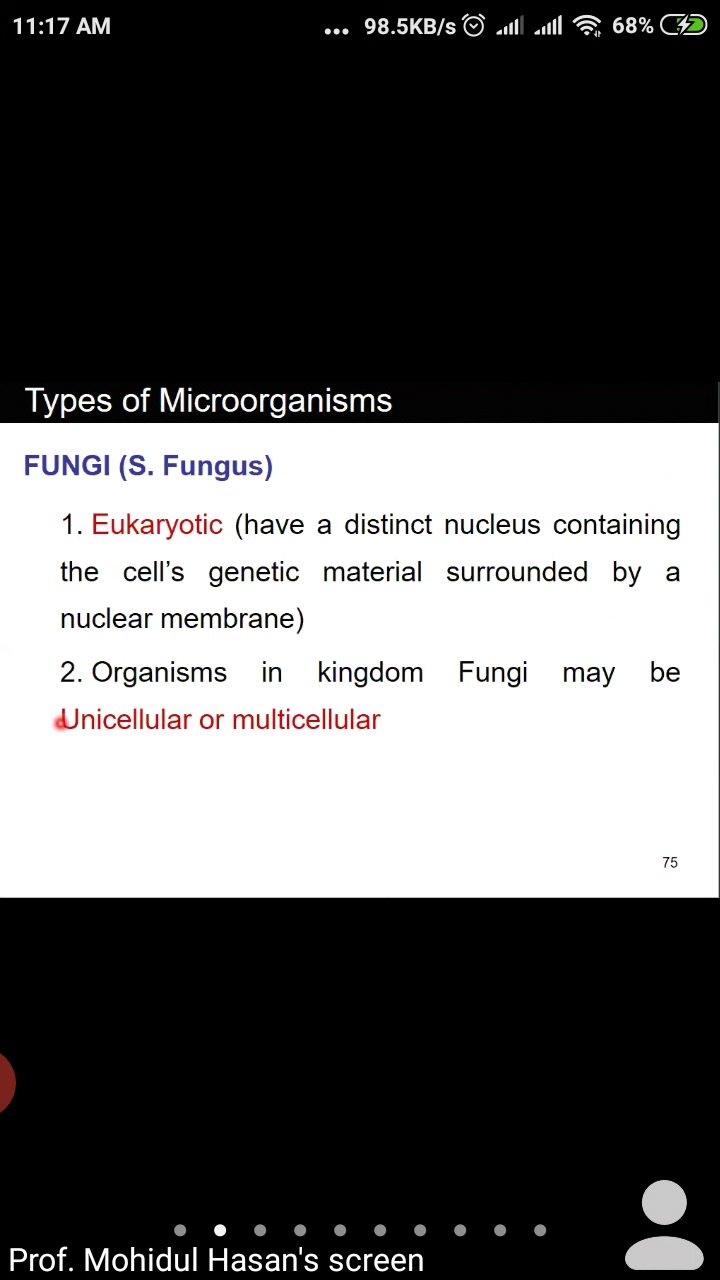 11:17 AM
... 98.5KB/s 68%
Types of Microorganisms
FUNGI (S. Fungus)
1. Eukaryotic (have a distinct nucleus containing
the cell's genetic material surrounded by a
nuclear membrane)
2. Organisms in kingdom Fungi may be
Unicellular or multicellular
75
Prof. Mohidul Hasan's screen